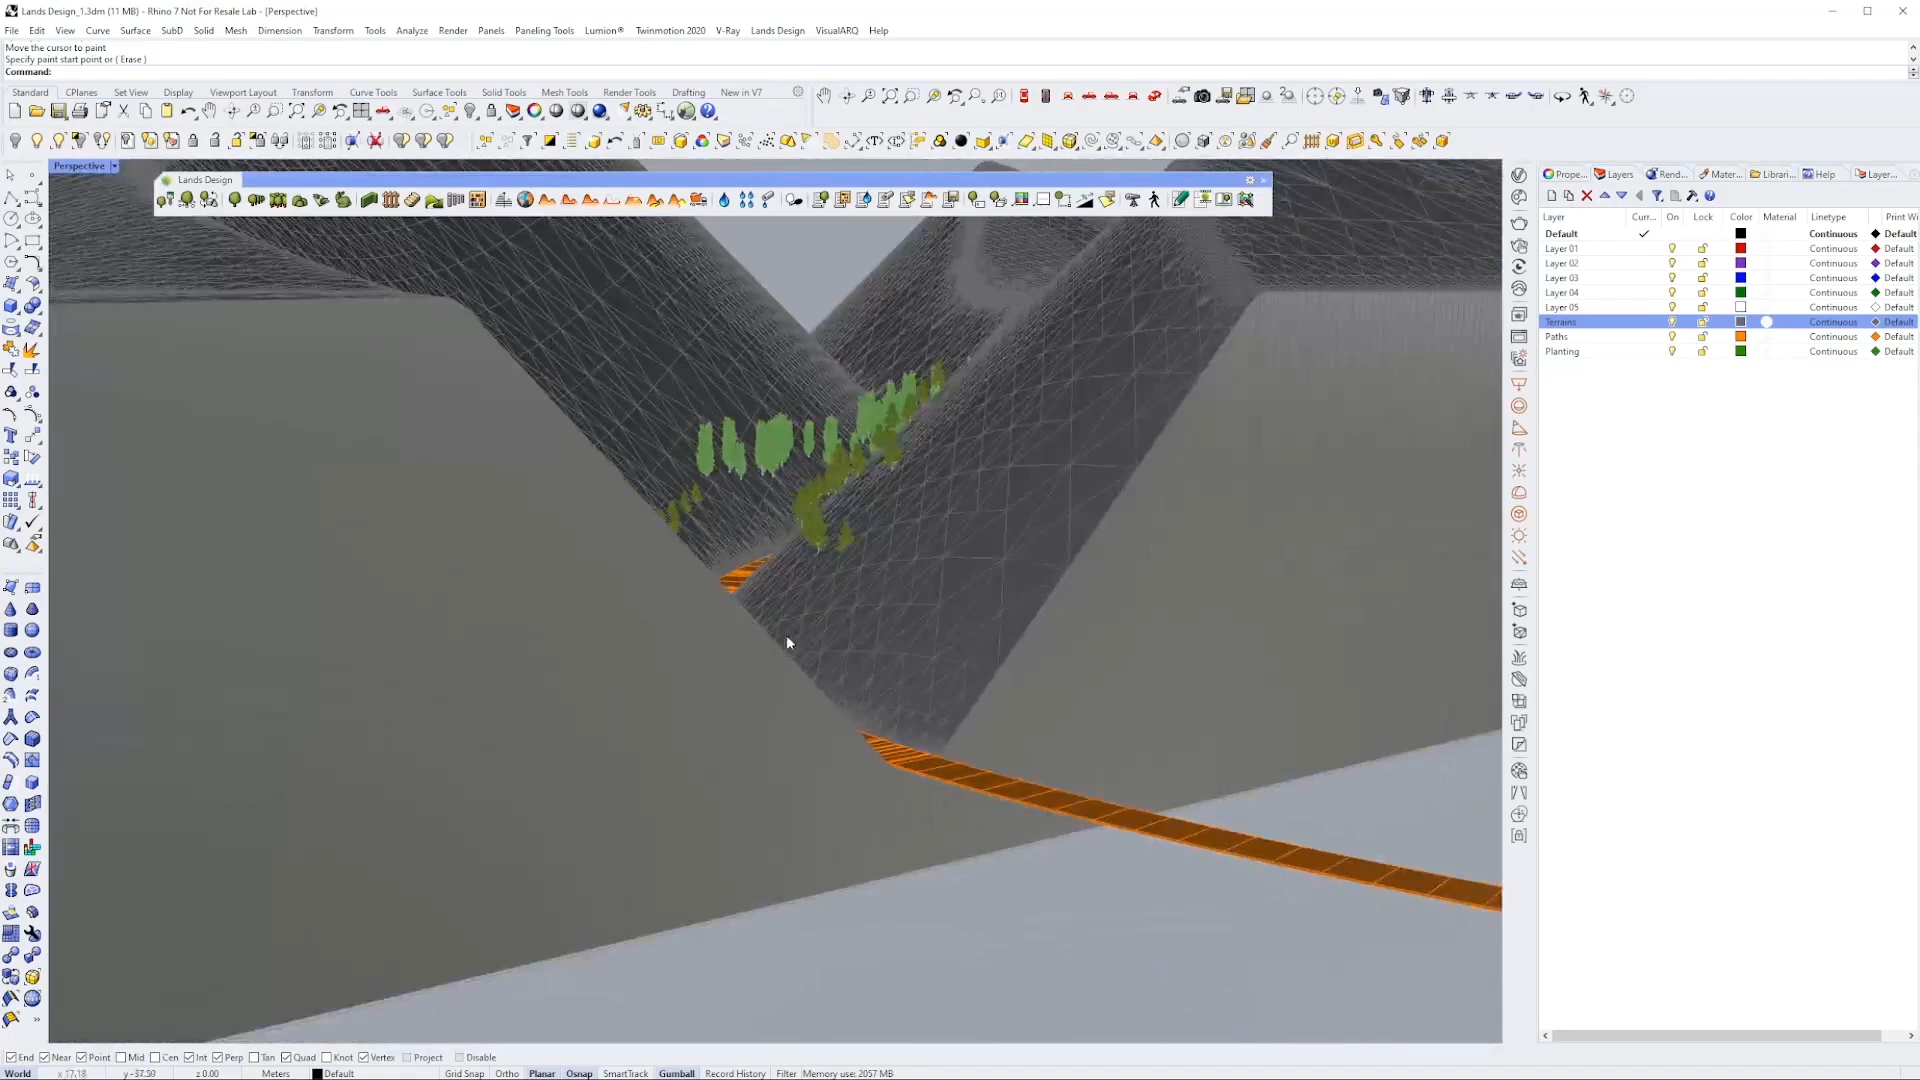 Lands Design_1.3dm (11 MB) - Rhino 7 Not For Resale Lab - [Perspective]
File Edit View Curve Surface SubD Solid Mesh Dimension Transform Tools Analyze Render Panels Paneling Tools Lumion® Twinmotion 2020 V-Ray Lands Design VisualARQ Help
Move the cursor to paint
Specify paint start point or ( Erase )
Command:
Standard CPlanes Set View Display Viewport Layout Transform Curve Tools Surface Tools Solid Tools Mesh Tools Render Tools Drafting New in V7
Perspective
Lands Design
Prope... Layers Rend... Mater... Librari... Help Layer...
Layer Curr... On Lock Color Material Linetype Print Wi
Default Continuous Default
Layer 01 Continuous Default
Layer 02 Continuous Default
Layer 03 Continuous Default
Layer 04 Continuous Default
Layer 05 Continuous Default
Terrains Continuous Default
Paths Continuous Default
Planting Continuous Default
End Near Point Mid Cen Int Perp Tan Quad Knot Vertex Project Disable
World x 17.18 y -37.50 z 0.00 Meters Default Grid Snap Ortho Planar Osnap SmartTrack Gumball Record History Filter Memory use: 2057 MB